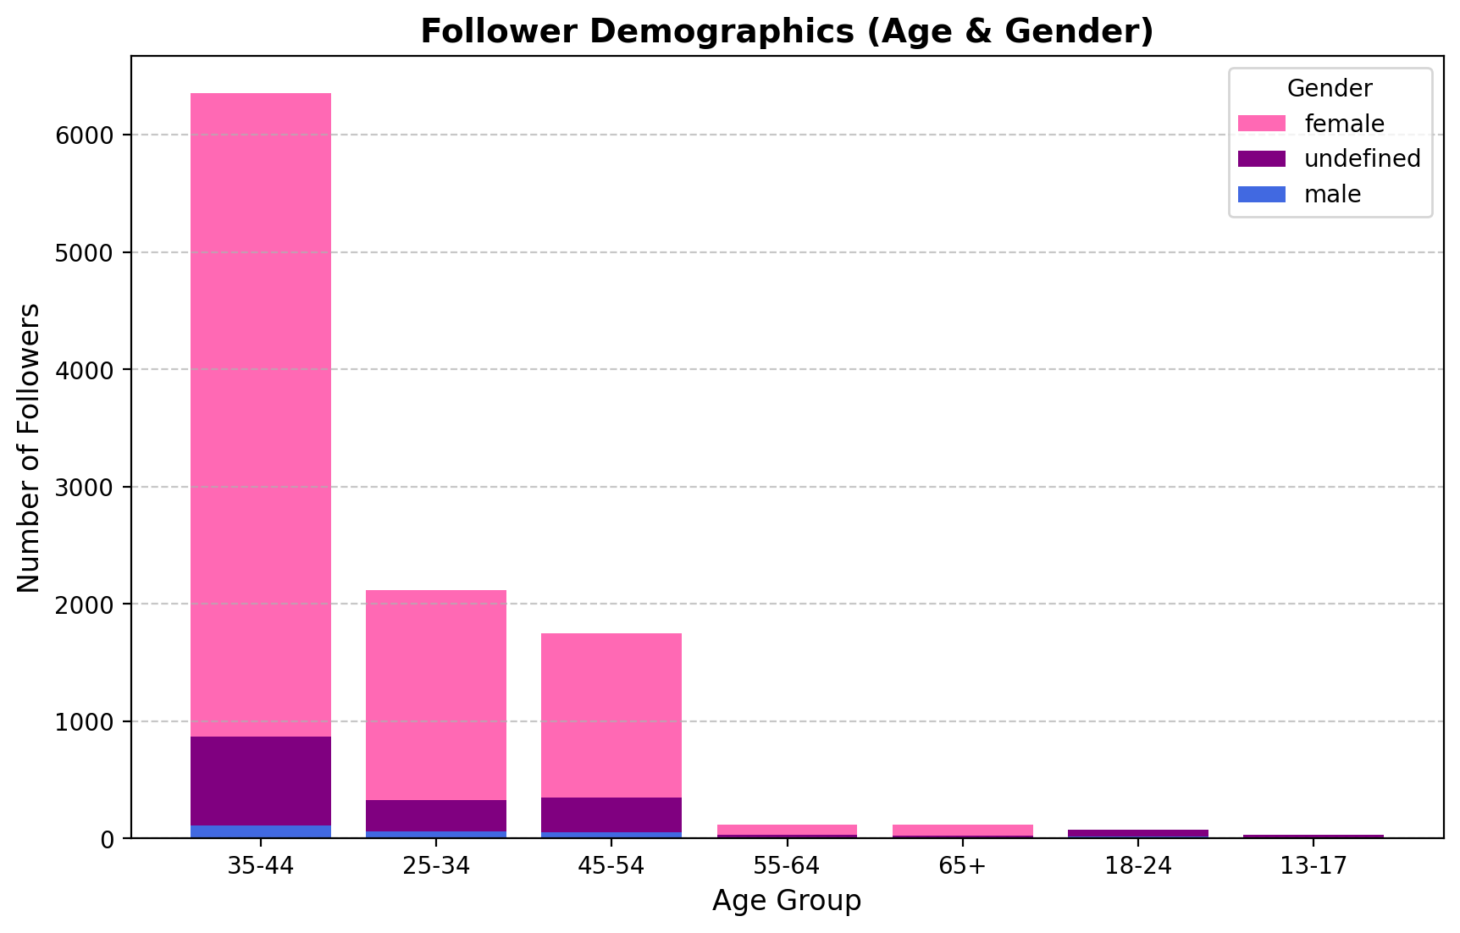 Follower Demographics (Age & Gender)
Gender
female
undefined
male
Number of Followers
6000
5000
4000
3000
2000
1000
0
35-44 25-34 45-54 55-64 65+ 18-24 13-17
Age Group